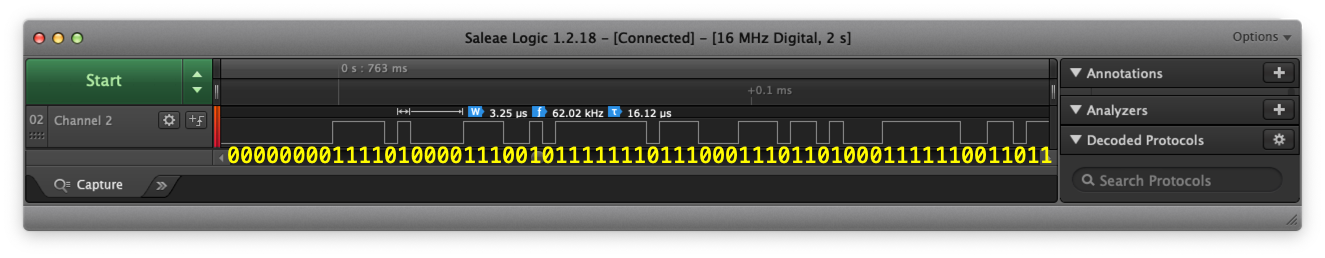 Saleae Logic 1.2.18 – [Connected] – [16 MHz Digital, 2 s]
Options
Start
0 s : 763 ms
+0.1 ms
02 Channel 2
W 3.25 µs f 62.02 kHz τ 16.12 µs
000000001111010000111001011111110111000111011010001111110011011
Capture
Annotations
Analyzers
Decoded Protocols
Search Protocols